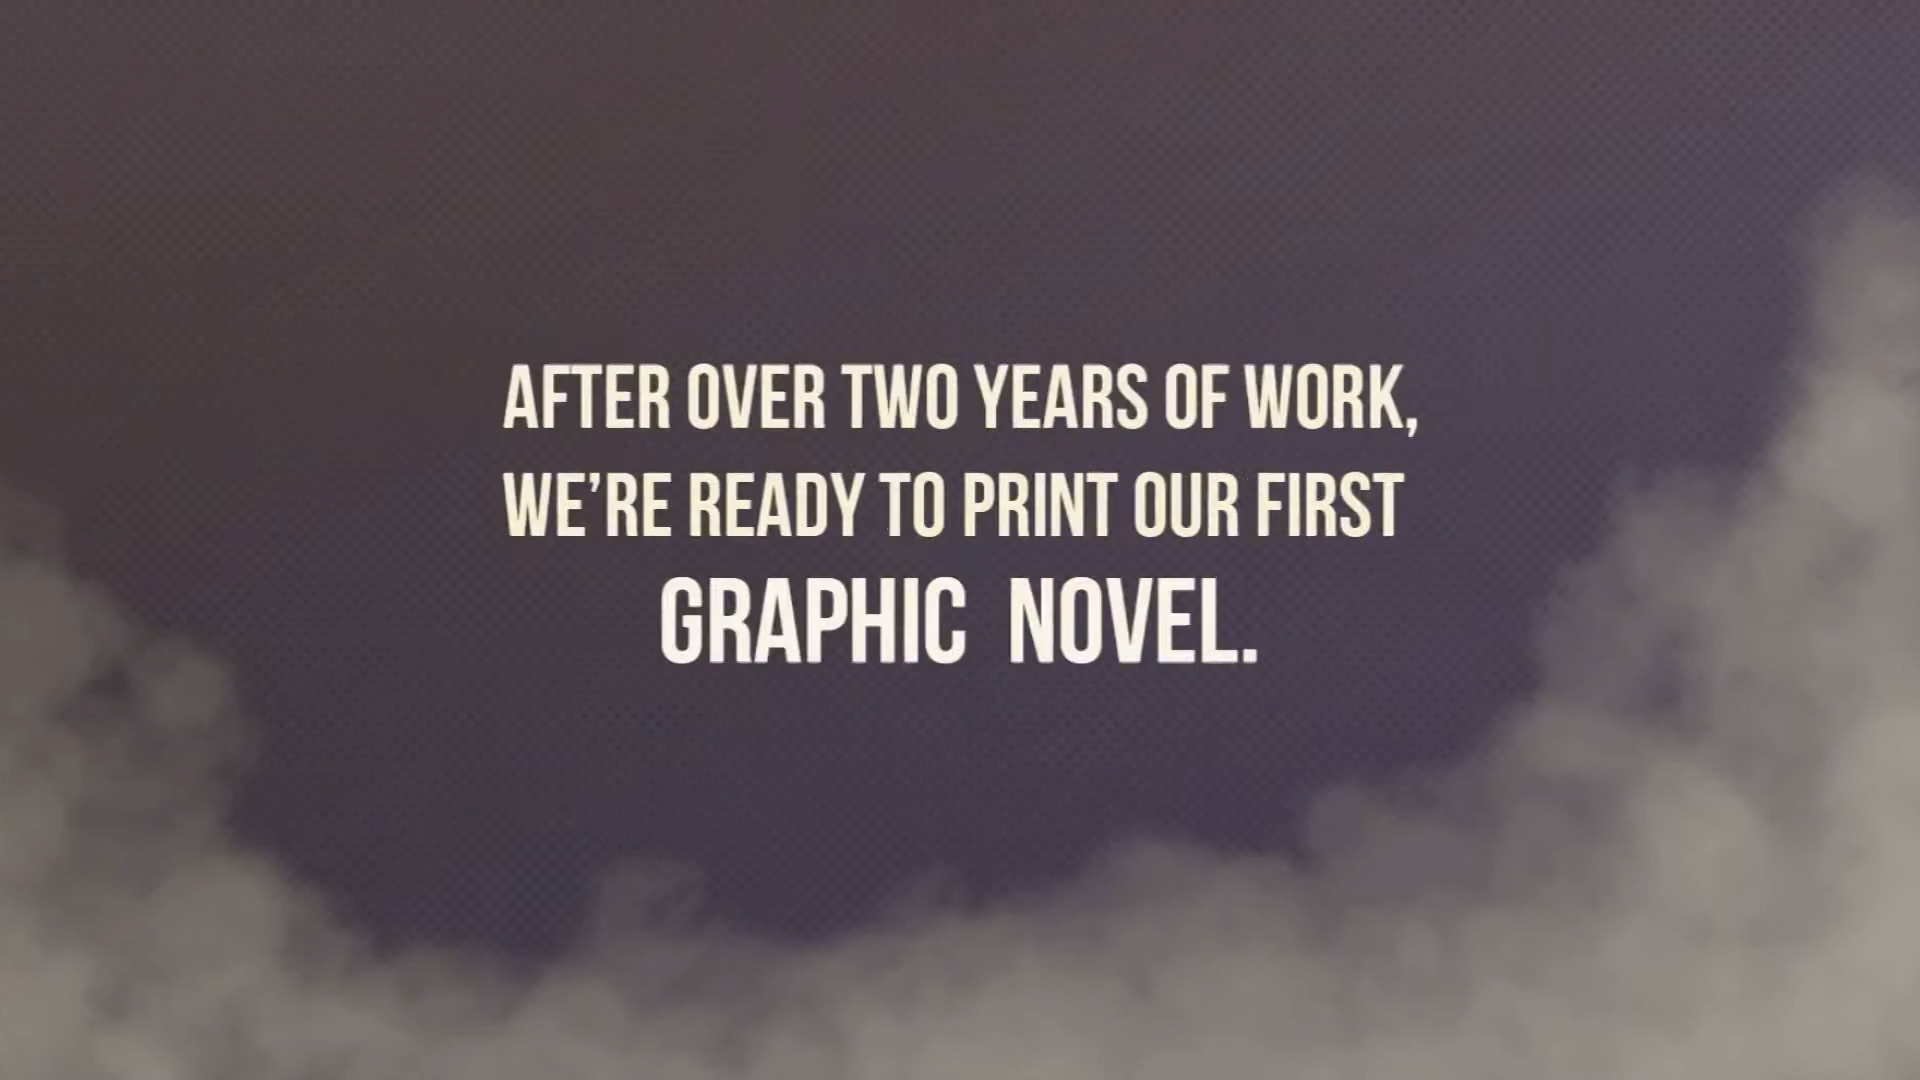 AFTER OVER TWO YEARS OF WORK,
WE’RE READY TO PRINT OUR FIRST
GRAPHIC NOVEL.